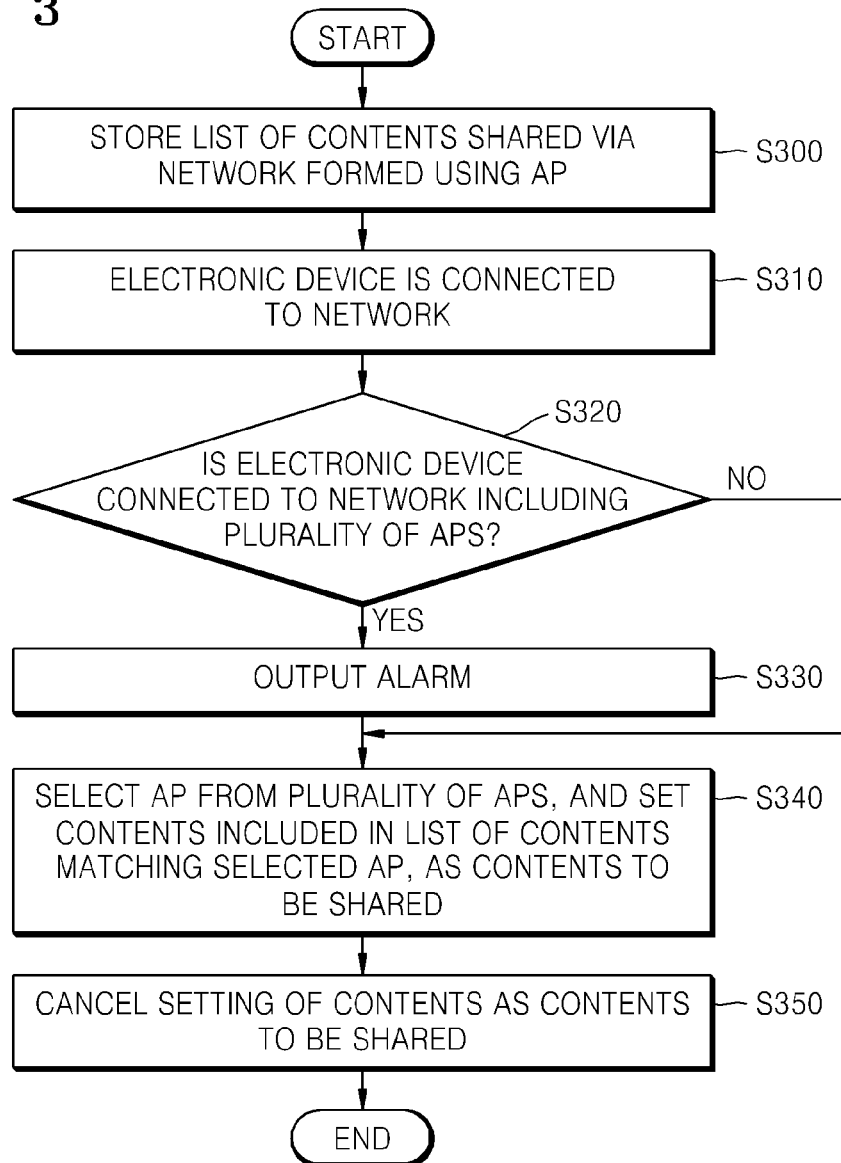 3
START
STORE LIST OF CONTENTS SHARED VIA
NETWORK FORMED USING AP
S300
ELECTRONIC DEVICE IS CONNECTED
TO NETWORK
S310
S320
IS ELECTRONIC DEVICE
CONNECTED TO NETWORK INCLUDING
PLURALITY OF APS?
NO
YES
OUTPUT ALARM
S330
SELECT AP FROM PLURALITY OF APS, AND SET
CONTENTS INCLUDED IN LIST OF CONTENTS
MATCHING SELECTED AP, AS CONTENTS TO
BE SHARED
S340
CANCEL SETTING OF CONTENTS AS CONTENTS
TO BE SHARED
S350
END